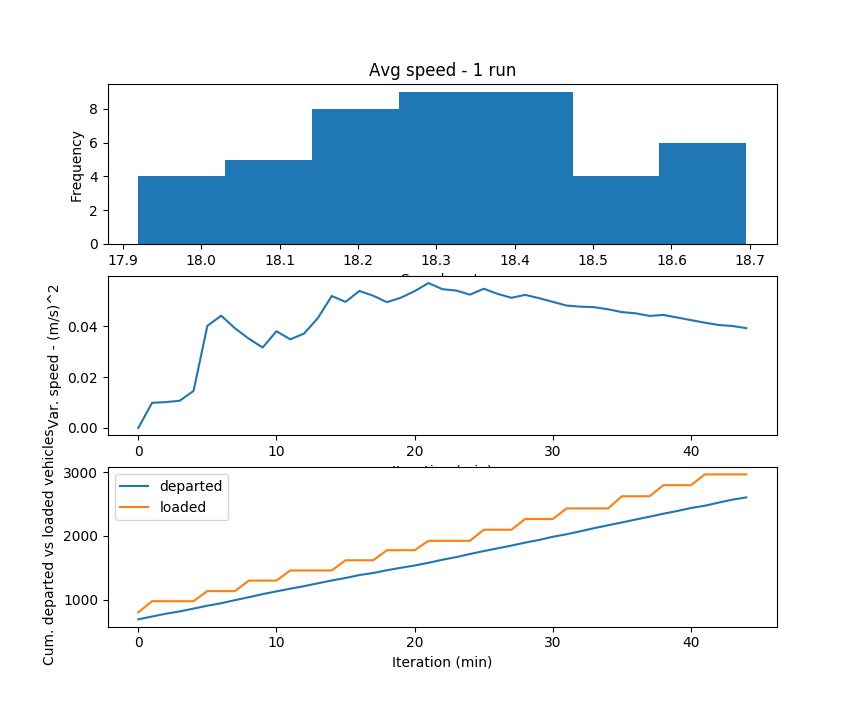 Avg speed - 1 run
Frequency
8
6
4
2
0
17.9 18.0 18.1 18.2 18.3 18.4 18.5 18.6 18.7
Var. speed - (m/s)^2
0.04
0.02
0.00
0 10 20 30 40
Iteration (min)
Cum. departed vs loaded vehicles
3000
2000
1000
departed
loaded
0 10 20 30 40
Iteration (min)